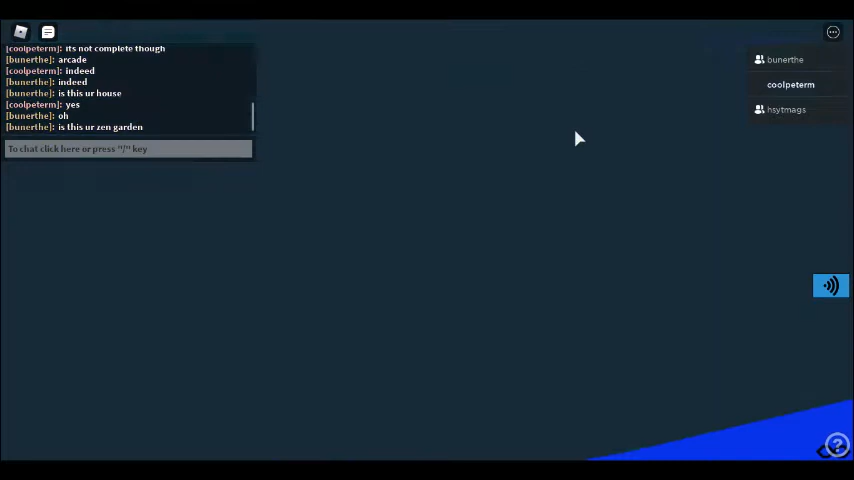 [coolpeterm]: its not complete though
[bunerthe]: arcade
[coolpeterm]: indeed
[bunerthe]: indeed
[bunerthe]: is this ur house
[coolpeterm]: yes
[bunerthe]: oh
[bunerthe]: is this ur zen garden
To chat click here or press "/" key
bunerthe
coolpeterm
hsytmags
?